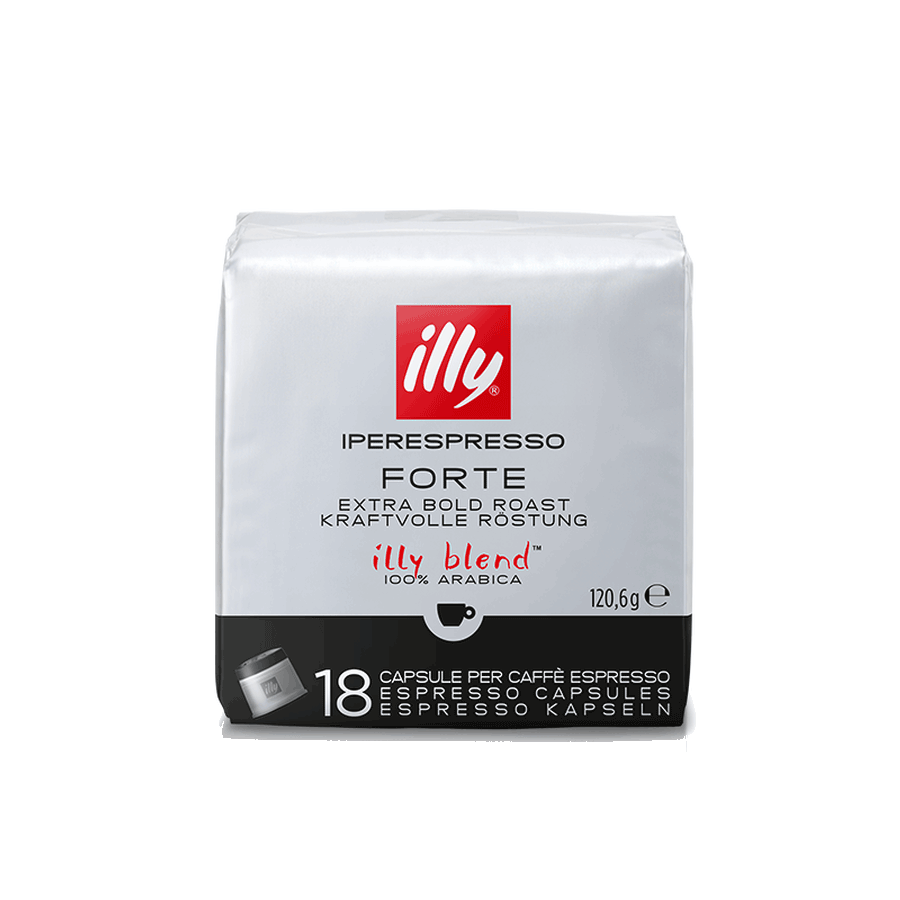 illy®
IPERESPRESSO
FORTE
EXTRA BOLD ROAST
KRAFTVOLLE RÖSTUNG
illy blend™
100% ARABICA
120,6g ℮
illy
18
CAPSULE PER CAFFÈ ESPRESSO
ESPRESSO CAPSULES
ESPRESSO KAPSELN